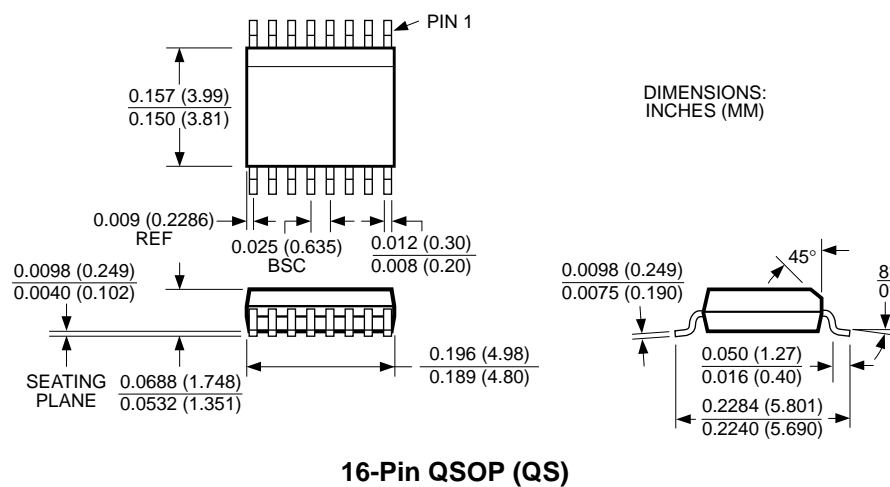 PIN 1
0.157 (3.99)
0.150 (3.81)
DIMENSIONS:
INCHES (MM)
0.009 (0.2286)
REF
0.025 (0.635)
BSC
0.012 (0.30)
0.008 (0.20)
0.0098 (0.249)
0.0040 (0.102)
45°
0.0098 (0.249)
0.0075 (0.190)
8
0
SEATING
PLANE
0.0688 (1.748)
0.0532 (1.351)
0.196 (4.98)
0.189 (4.80)
0.050 (1.27)
0.016 (0.40)
0.2284 (5.801)
0.2240 (5.690)
16-Pin QSOP (QS)